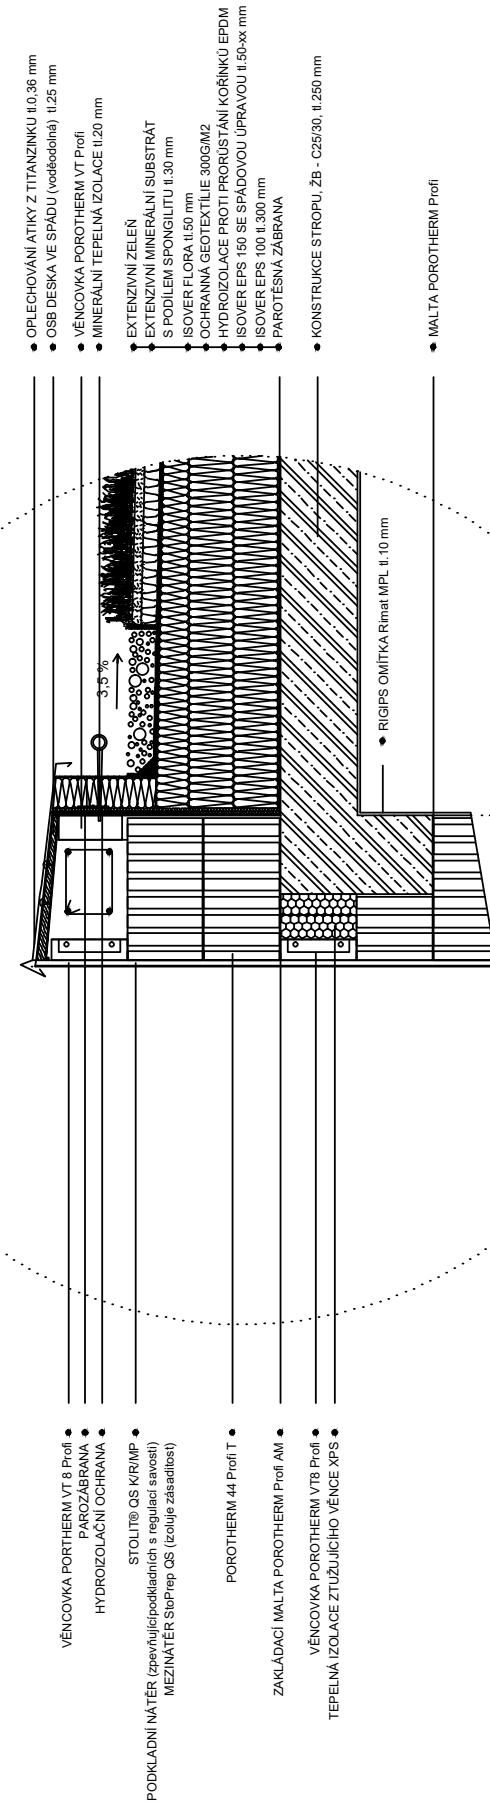 OPLECHOVÁNÍ ATIKY Z TITANZINKU tl.0,36 mm
OSB DESKA VE SPÁDU (voděodolná) tl.25 mm
VĚNCOVKA POROTHERM VT Profi
MINERÁLNÍ TEPELNÁ IZOLACE tl.20 mm
EXTENZIVNÍ ZELEŇ
EXTENZIVNÍ MINERÁLNÍ SUBSTRÁT
S PODÍLEM SPONGILITU tl.30 mm
ISOVER FLORA tl.50 mm
OCHRANNÁ GEOTEXTÍLIE 300G/M2
HYDROIZOLACE PROTI PRORŮSTÁNÍ KOŘÍNKŮ EPDM
ISOVER EPS 150 SE SPÁDOVOU ÚPRAVOU tl.50-xx mm
ISOVER EPS 100 tl.300 mm
PAROTĚSNÁ ZÁBRANA
KONSTRUKCE STROPU, ŽB - C25/30, tl.250 mm
MALTA POROTHERM Profi
RIGIPS OMÍTKA Rimat MPL tl.10 mm
3,5 %
VĚNCOVKA PORTHERM VT 8 Profi
PAROZÁBRANA
HYDROIZOLAČNÍ OCHRANA
STOLIT® QS K/R/MP
PODKLADNÍ NÁTĚR (zpevňujícípodkladních s regulací savosti)
MEZINÁTĚR StoPrep QS (izoluje zásaditost)
POROTHERM 44 Profi T
ZAKLÁDACÍ MALTA POROTHERM Profi AM
VĚNCOVKA POROTHERM VT8 Profi
TEPELNÁ IZOLACE ZTUŽUJÍCÍHO VĚNCE XPS